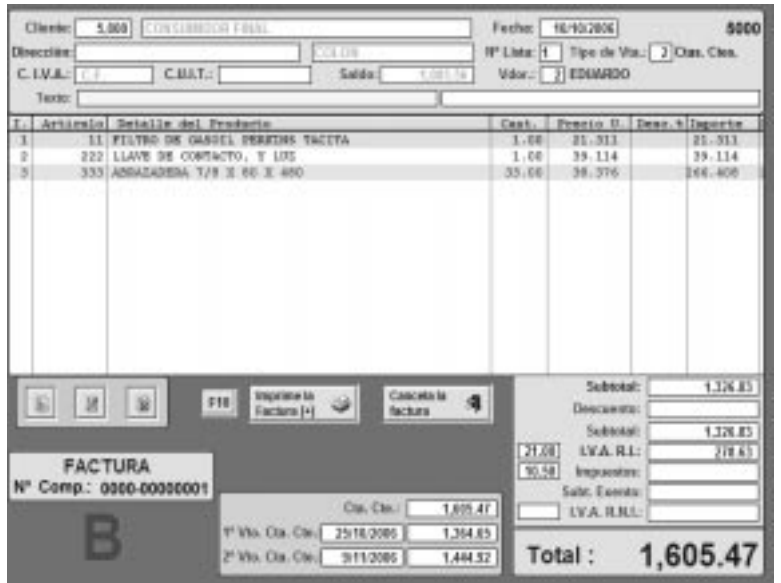 Cliente: 5,000 CONSUMIDOR FINAL Fecha: 5000
Dirección: COLON Nº Lista: 1 Tipo de Vta.: 2 Ctas. Ctes.
C. I.V.A.: C.F. C.U.I.T.: Saldo: Vdor.: 2 EDUARDO
Texto:
I. Articulo Detalle del Producto Cant. Precio U. Desc.% Importe
1 11 FILTRO DE GASOIL PERKINS TACITA 1.00 21.311 21.311
2 222 LLAVE DE CONTACTO, Y LUZ 1.00 39.114 39.114
3 333 ABRAZADERA 7/8 X 60 X 480 33.00 38.376
F10 Imprime la Factura [+] Cancela la factura
Subtotal: 1,326.83
Descuento:
Subtotal: 1,326.83
21.00 I.V.A. R.I.: 278.63
10.50 Impuestos:
Subt. Exento:
I.V.A. R.N.I.:
FACTURA
Nº Comp.: 0000-00000001
B
Cta. Cte.: 1,605.47
1º Vto. Cta. Cte. 25/10/2006 1,364.65
2º Vto. Cta. Cte. 9/11/2006 1,444.92
Total : 1,605.47